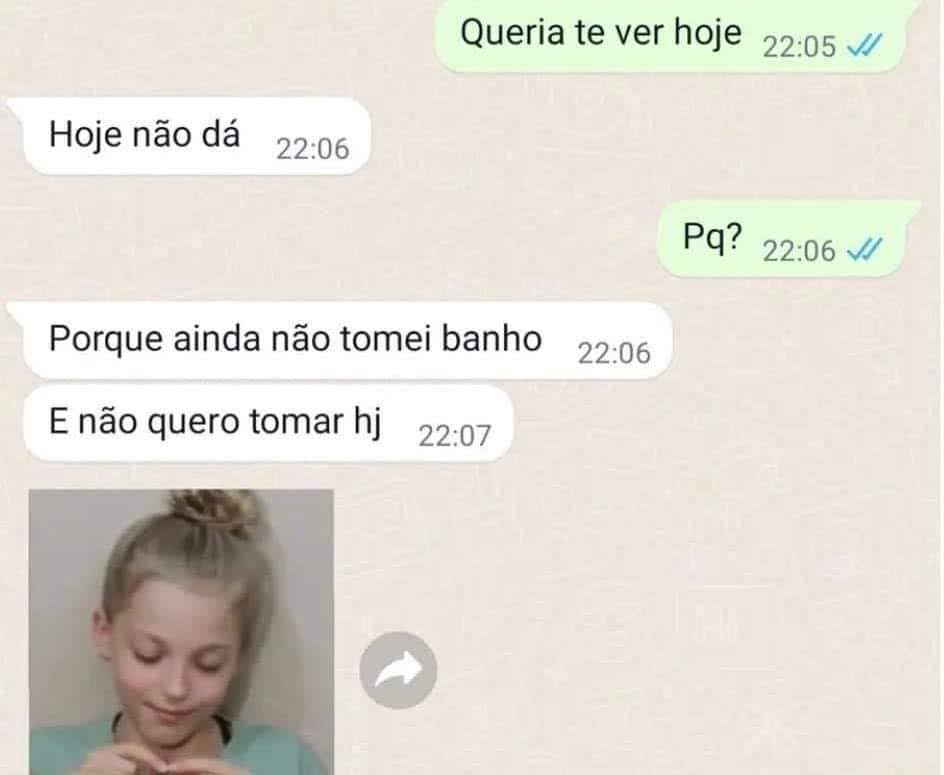 Queria te ver hoje 22:05
Hoje não dá 22:06
Pq? 22:06
Porque ainda não tomei banho 22:06
E não quero tomar hj 22:07